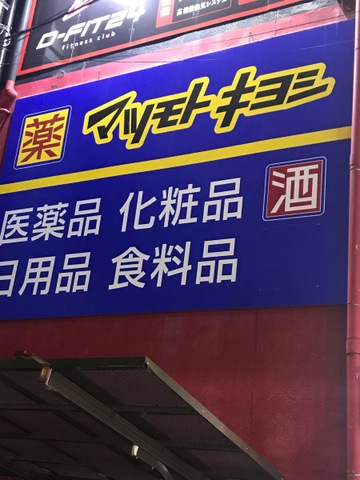 D-FIT24
fitness club
薬 マツモトキヨシ
医薬品 化粧品 酒
日用品 食料品